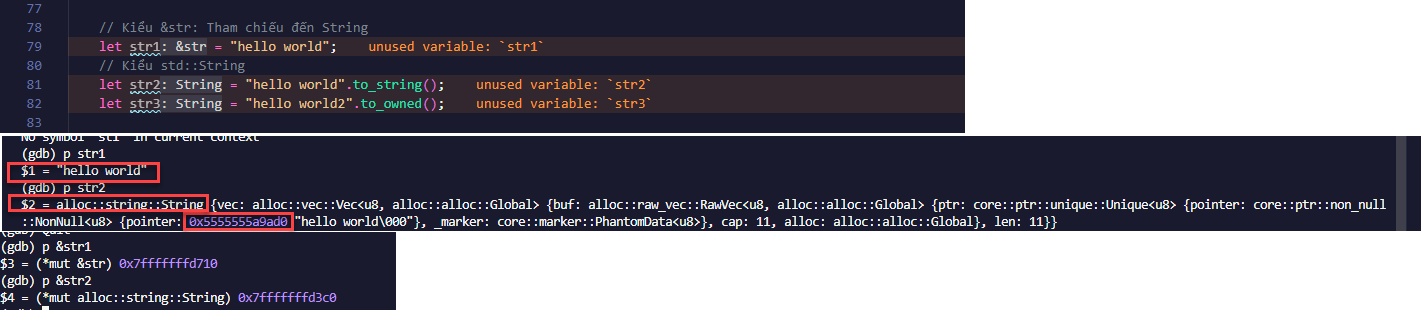 77
78 // Kiểu &str: Tham chiếu đến String
79 let str1: &str = "hello world"; unused variable: `str1`
80 // Kiểu std::String
81 let str2: String = "hello world".to_string(); unused variable: `str2`
82 let str3: String = "hello world2".to_owned(); unused variable: `str3`
83
No symbol "st1" in current context
(gdb) p str1
$1 = "hello world"
(gdb) p str2
$2 = alloc::string::String {vec: alloc::vec::Vec<u8, alloc::alloc::Global> {buf: alloc::raw_vec::RawVec<u8, alloc::alloc::Global> {ptr: core::ptr::unique::Unique<u8> {pointer: core::ptr::non_null
::NonNull<u8> {pointer: 0x5555555a9ad0 "hello world\000"}, _marker: core::marker::PhantomData<u8>}, cap: 11, alloc: alloc::alloc::Global}, len: 11}}
(gdb) Quit
(gdb) p &str1
$3 = (*mut &str) 0x7fffffffd710
(gdb) p &str2
$4 = (*mut alloc::string::String) 0x7fffffffd3c0